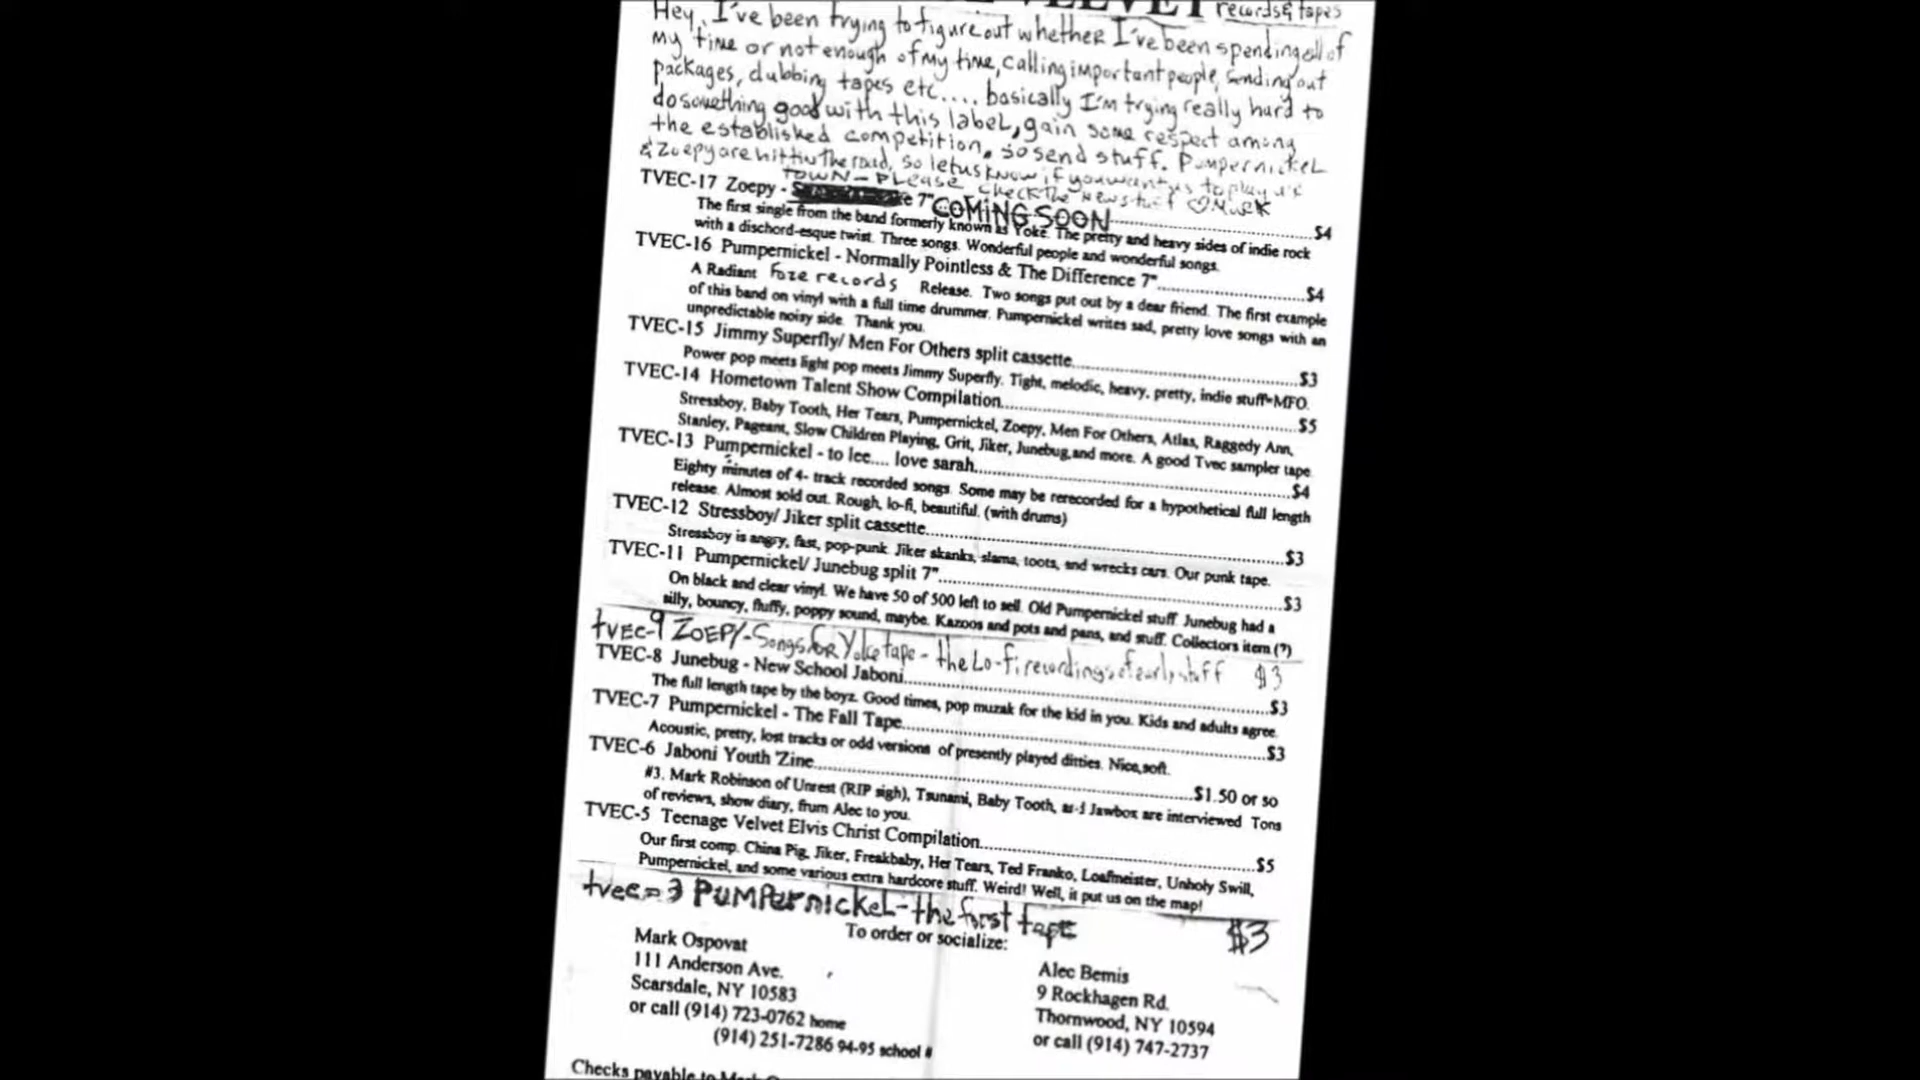 VELVET records & tapes
Hey, I've been trying to figure out whether I've been spending all of
my time or not enough of my time, calling important people, sending out
packages, dubbing tapes etc.... basically I'm trying really hard to
do something good with this label, gain some respect among
the established competition. so send stuff. Pumpernickel
& Zoepy are hittin the road, so let us know if you want us to play yr
town - PLease check the new stuff ♡ Mark
TVEC-17 Zoepy - 7" COMING SOON $4
The first single from the band formerly known as Yoke. The pretty and heavy sides of indie rock
with a dischord-esque twist. Three songs. Wonderful people and wonderful songs.
TVEC-16 Pumpernickel - Normally Pointless & The Difference 7" $4
A Radiant Foze records Release. Two songs put out by a dear friend. The first example
of this band on vinyl with a full time drummer. Pumpernickel writes sad, pretty love songs with an
unpredictable noisy side. Thank you.
TVEC-15 Jimmy Superfly/ Men For Others split cassette $3
Power pop meets light pop meets Jimmy Superfly. Tight, melodic, heavy, pretty, indie stuff=MFO.
TVEC-14 Hometown Talent Show Compilation $5
Stressboy, Baby Tooth, Her Tears, Pumpernickel, Zoepy, Men For Others, Atlas, Raggedy Ann,
Stanley, Pageant, Slow Children Playing, Grit, Jiker, Junebug,and more. A good Tvec sampler tape.
TVEC-13 Pumpernickel - to lee.... love sarah $4
Eighty minutes of 4- track recorded songs. Some may be rerecorded for a hypothetical full length
release. Almost sold out. Rough, lo-fi, beautiful. (with drums)
TVEC-12 Stressboy/ Jiker split cassette $3
Stressboy is angry, fast, pop-punk. Jiker skanks, slams, toots, and wrecks cars. Our punk tape.
TVEC-11 Pumpernickel/ Junebug split 7" $3
On black and clear vinyl. We have 50 of 500 left to sell. Old Pumpernickel stuff. Junebug had a
silly, bouncy, fluffy, poppy sound, maybe. Kazoos and pots and pans, and stuff. Collectors item (?)
tvec-9 ZOEPY - Songs for Yoke tape - the Lo-fi recordings of early stuff $3
TVEC-8 Junebug - New School Jaboni $3
The full length tape by the boyz. Good times, pop muzak for the kid in you. Kids and adults agree.
TVEC-7 Pumpernickel - The Fall Tape $3
Acoustic, pretty, lost tracks or odd versions of presently played ditties. Nice,soft.
TVEC-6 Jaboni Youth 'Zine $1.50 or so
#3. Mark Robinson of Unrest (RIP sigh), Tsunami, Baby Tooth, and Jawbox are interviewed Tons
of reviews, show diary, frum Alec to you.
TVEC-5 Teenage Velvet Elvis Christ Compilation $5
Our first comp. China Pig, Jiker, Freakbaby, Her Tears, Ted Franko, Loafmeister, Unholy Swill,
Pumpernickel, and some various extra hardcore stuff. Weird! Well, it put us on the map!
tvec-3 PUMPernickeL - the first tape $3
To order or socialize:
Mark Ospovat
111 Anderson Ave.
Scarsdale, NY 10583
or call (914) 723-0762 home
(914) 251-7286 94-95 school #
Alec Bemis
9 Rockhagen Rd.
Thornwood, NY 10594
or call (914) 747-2737
Checks payable to Mark